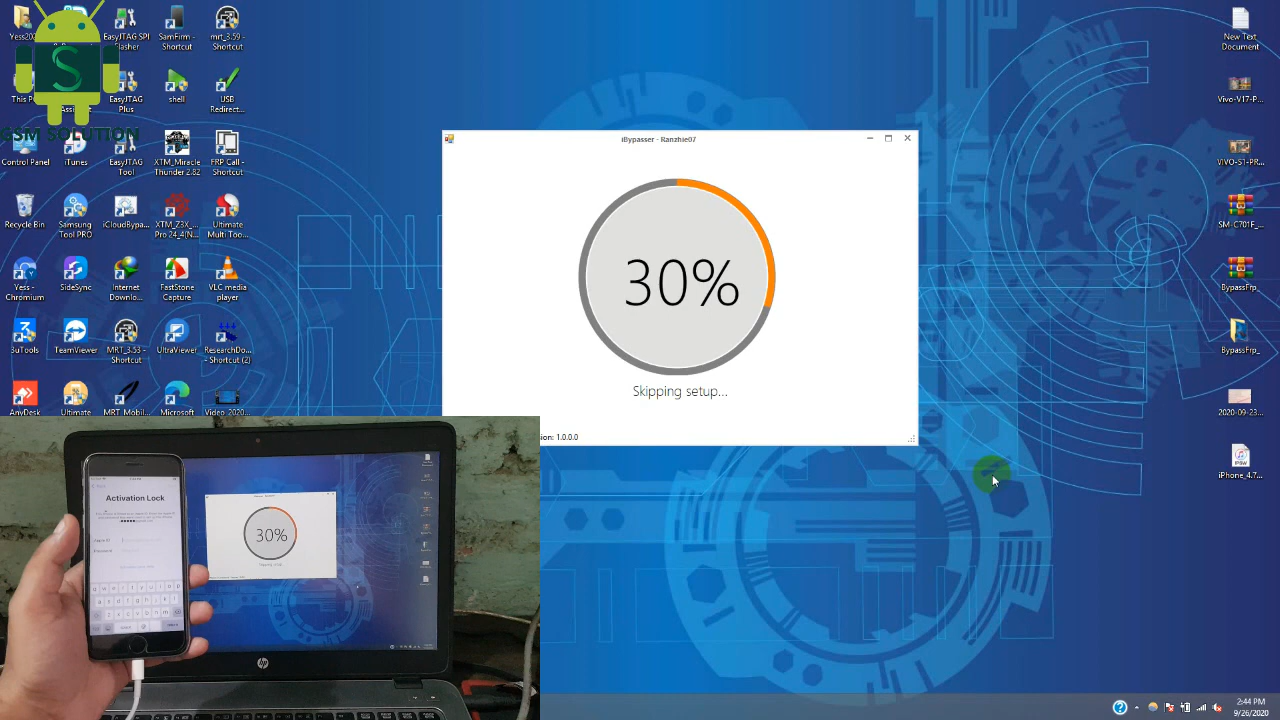 Yess202
EasyJTAG SPI
Flasher
SamFirm -
Shortcut
mrt_3.59 -
Shortcut
S
GSM SOLUTION
This P
EasyJTAG
Plus
shell
USB
Redirect...
Control Panel
iTunes
EasyJTAG
Tool
XTM_Miracle
Thunder 2.82
FRP Call -
Shortcut
Recycle Bin
Samsung
Tool PRO
iCloudBypa...
XTM_Z3X_...
Pro 24_4(N...
Ultimate
Multi Too...
Yess -
Chromium
SideSync
Internet
Downlo...
FastStone
Capture
VLC media
player
3uTools
TeamViewer
MRT_3.53 -
Shortcut
UltraViewer
ResearchDo...
- Shortcut (2)
AnyDesk
Ultimate
MRT_Mobil...
Microsoft
Video_2020...
iBypasser - Ranzhie07
30%
Skipping setup...
ion: 1.0.0.0
New Text
Document
Vivo-V17-P...
VIVO-S1-PR...
SM-C701F_...
BypassFrp_
BypassFrp_
2020-09-23...
IPSW
iPhone_4.7...
Activation Lock
30%
hp
2:44 PM
9/26/2020